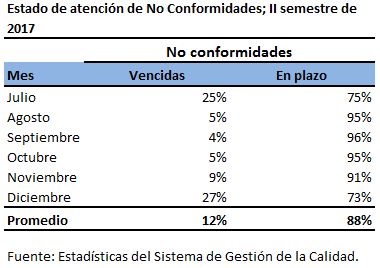 Estado de atención de No Conformidades; II semestre de
2017
No conformidades
Mes Vencidas En plazo
Julio 25% 75%
Agosto 5% 95%
Septiembre 4% 96%
Octubre 5% 95%
Noviembre 9% 91%
Diciembre 27% 73%
Promedio 12% 88%
Fuente: Estadísticas del Sistema de Gestión de la Calidad.